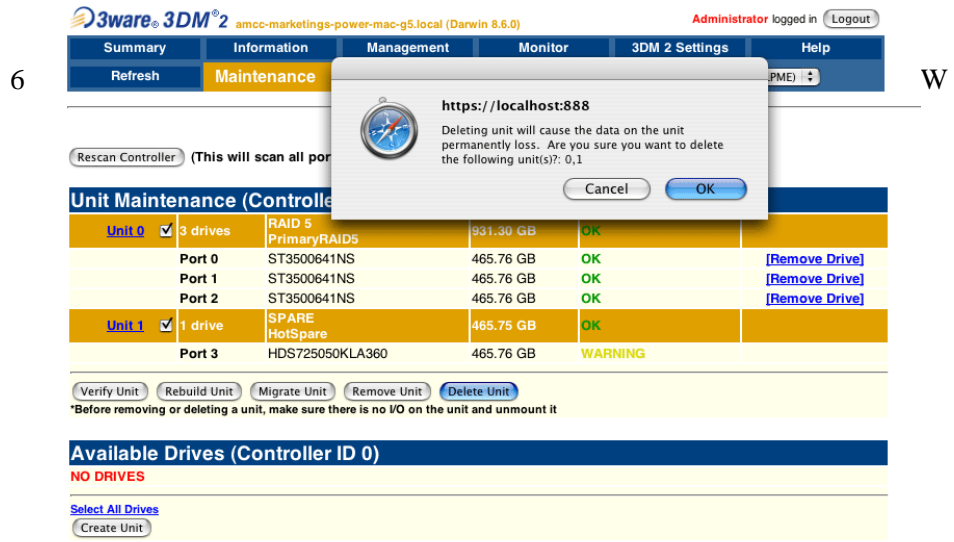 3ware® 3DM®2 amcc-marketings-power-mac-g5.local (Darwin 8.6.0) Administrator logged in Logout
Summary Information Management Monitor 3DM 2 Settings Help
Refresh Maintenance PME)
6 W
https://localhost:888
Deleting unit will cause the data on the unit
permanently loss. Are you sure you want to delete
the following unit(s)?: 0,1
Cancel OK
Rescan Controller (This will scan all por
Unit Maintenance (Controlle
Unit 0 3 drives RAID 5 931.30 GB OK
PrimaryRAID5
Port 0 ST3500641NS 465.76 GB OK [Remove Drive]
Port 1 ST3500641NS 465.76 GB OK [Remove Drive]
Port 2 ST3500641NS 465.76 GB OK [Remove Drive]
Unit 1 1 drive SPARE 465.75 GB OK
HotSpare
Port 3 HDS725050KLA360 465.76 GB WARNING
Verify Unit Rebuild Unit Migrate Unit Remove Unit Delete Unit
*Before removing or deleting a unit, make sure there is no I/O on the unit and unmount it
Available Drives (Controller ID 0)
NO DRIVES
Select All Drives
Create Unit